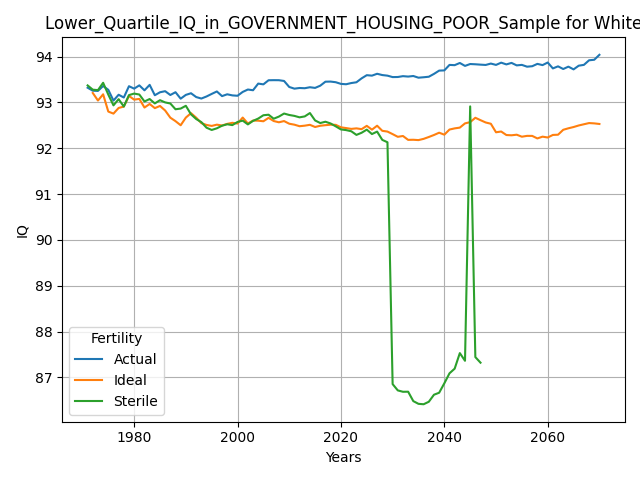 Lower_Quartile_IQ_in_GOVERNMENT_HOUSING_POOR_Sample for White
94
93
92
91
90
89
88
87
IQ
Fertility
Actual
Ideal
Sterile
1980
2000
2020
2040
2060
Years